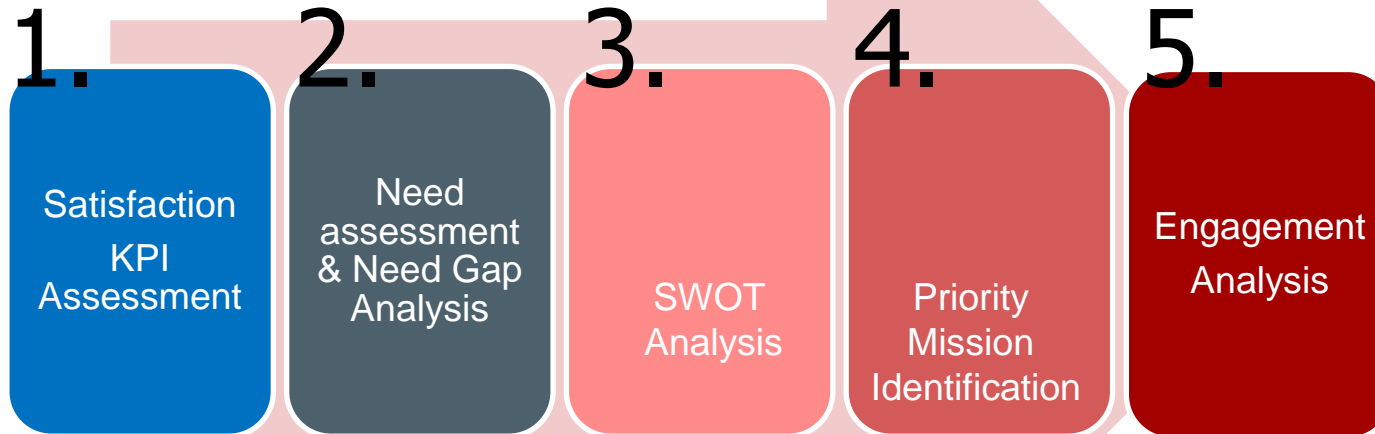 1.
Satisfaction
KPI
Assessment
2.
Need
assessment
& Need Gap
Analysis
3.
SWOT
Analysis
4.
Priority
Mission
Identification
5.
Engagement
Analysis